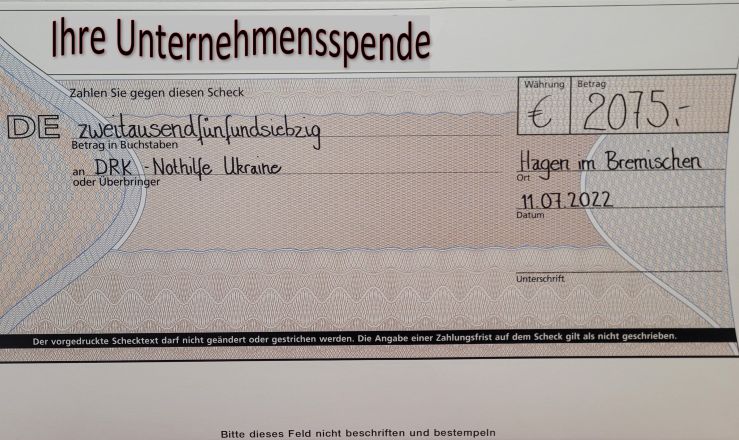 Ihre Unternehmensspende
Zahlen Sie gegen diesen Scheck
Währung Betrag
€ 2075.-
DE zweitausendfünfundsiebzig
Betrag in Buchstaben
an DRK - Nothilfe Ukraine
oder Überbringer
Hagen im Bremischen
Ort
11.07.2022
Datum
Unterschrift
Der vorgedruckte Schecktext darf nicht geändert oder gestrichen werden. Die Angabe einer Zahlungsfrist auf dem Scheck gilt als nicht geschrieben.
Bitte dieses Feld nicht beschriften und bestempeln